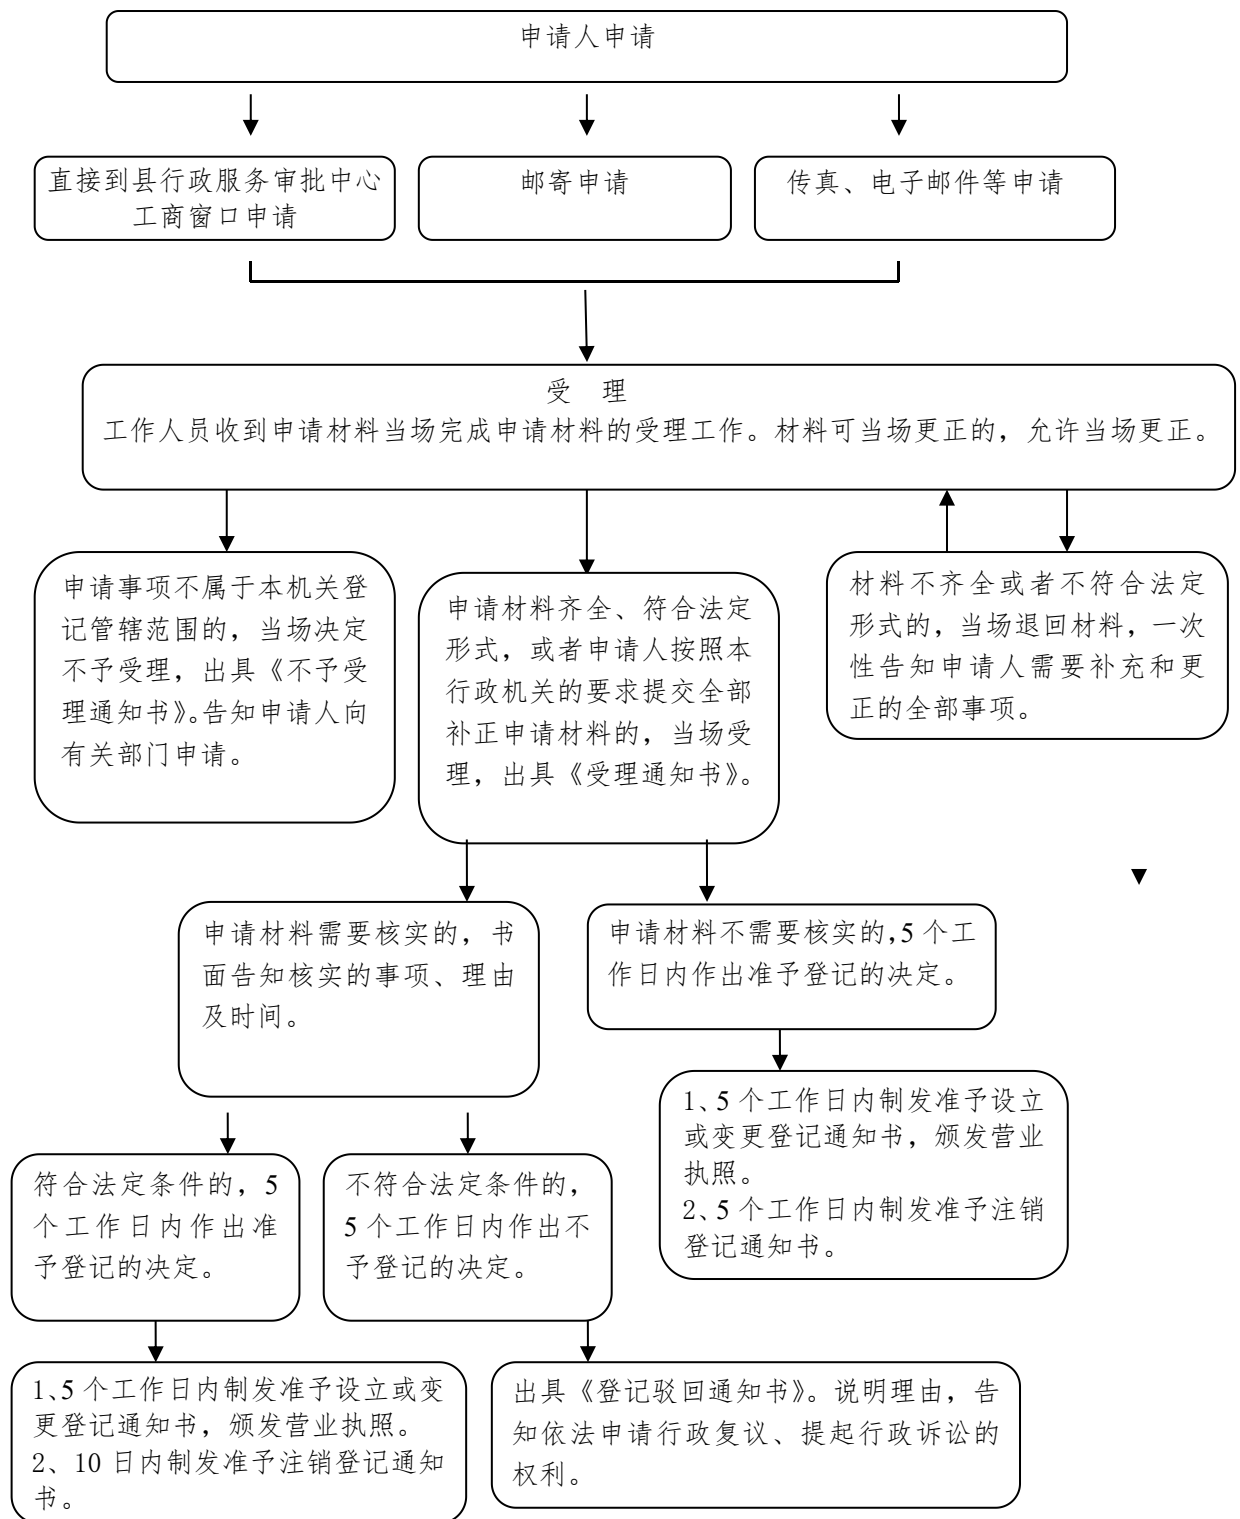 申请人申请
直接到县行政服务审批中心
工商窗口申请
邮寄申请
传真、电子邮件等申请
受 理
工作人员收到申请材料当场完成申请材料的受理工作。材料可当场更正的，允许当场更正。
申请事项不属于本机关登
记管辖范围的，当场决定
不予受理，出具《不予受
理通知书》。告知申请人向
有关部门申请。
申请材料齐全、符合法定
形式，或者申请人按照本
行政机关的要求提交全部
补正申请材料的，当场受
理，出具《受理通知书》。
材料不齐全或者不符合法定
形式的，当场退回材料，一次
性告知申请人需要补充和更
正的全部事项。
申请材料需要核实的，书
面告知核实的事项、理由
及时间。
申请材料不需要核实的，5 个工
作日内作出准予登记的决定。
1、5 个工作日内制发准予设立
或变更登记通知书，颁发营业
执照。
2、5 个工作日内制发准予注销
登记通知书。
符合法定条件的，5
个工作日内作出准
予登记的决定。
不符合法定条件的，
5 个工作日内作出不
予登记的决定。
1、5 个工作日内制发准予设立或变
更登记通知书，颁发营业执照。
2、10 日内制发准予注销登记通知
书。
出具《登记驳回通知书》。说明理由，告
知依法申请行政复议、提起行政诉讼的
权利。